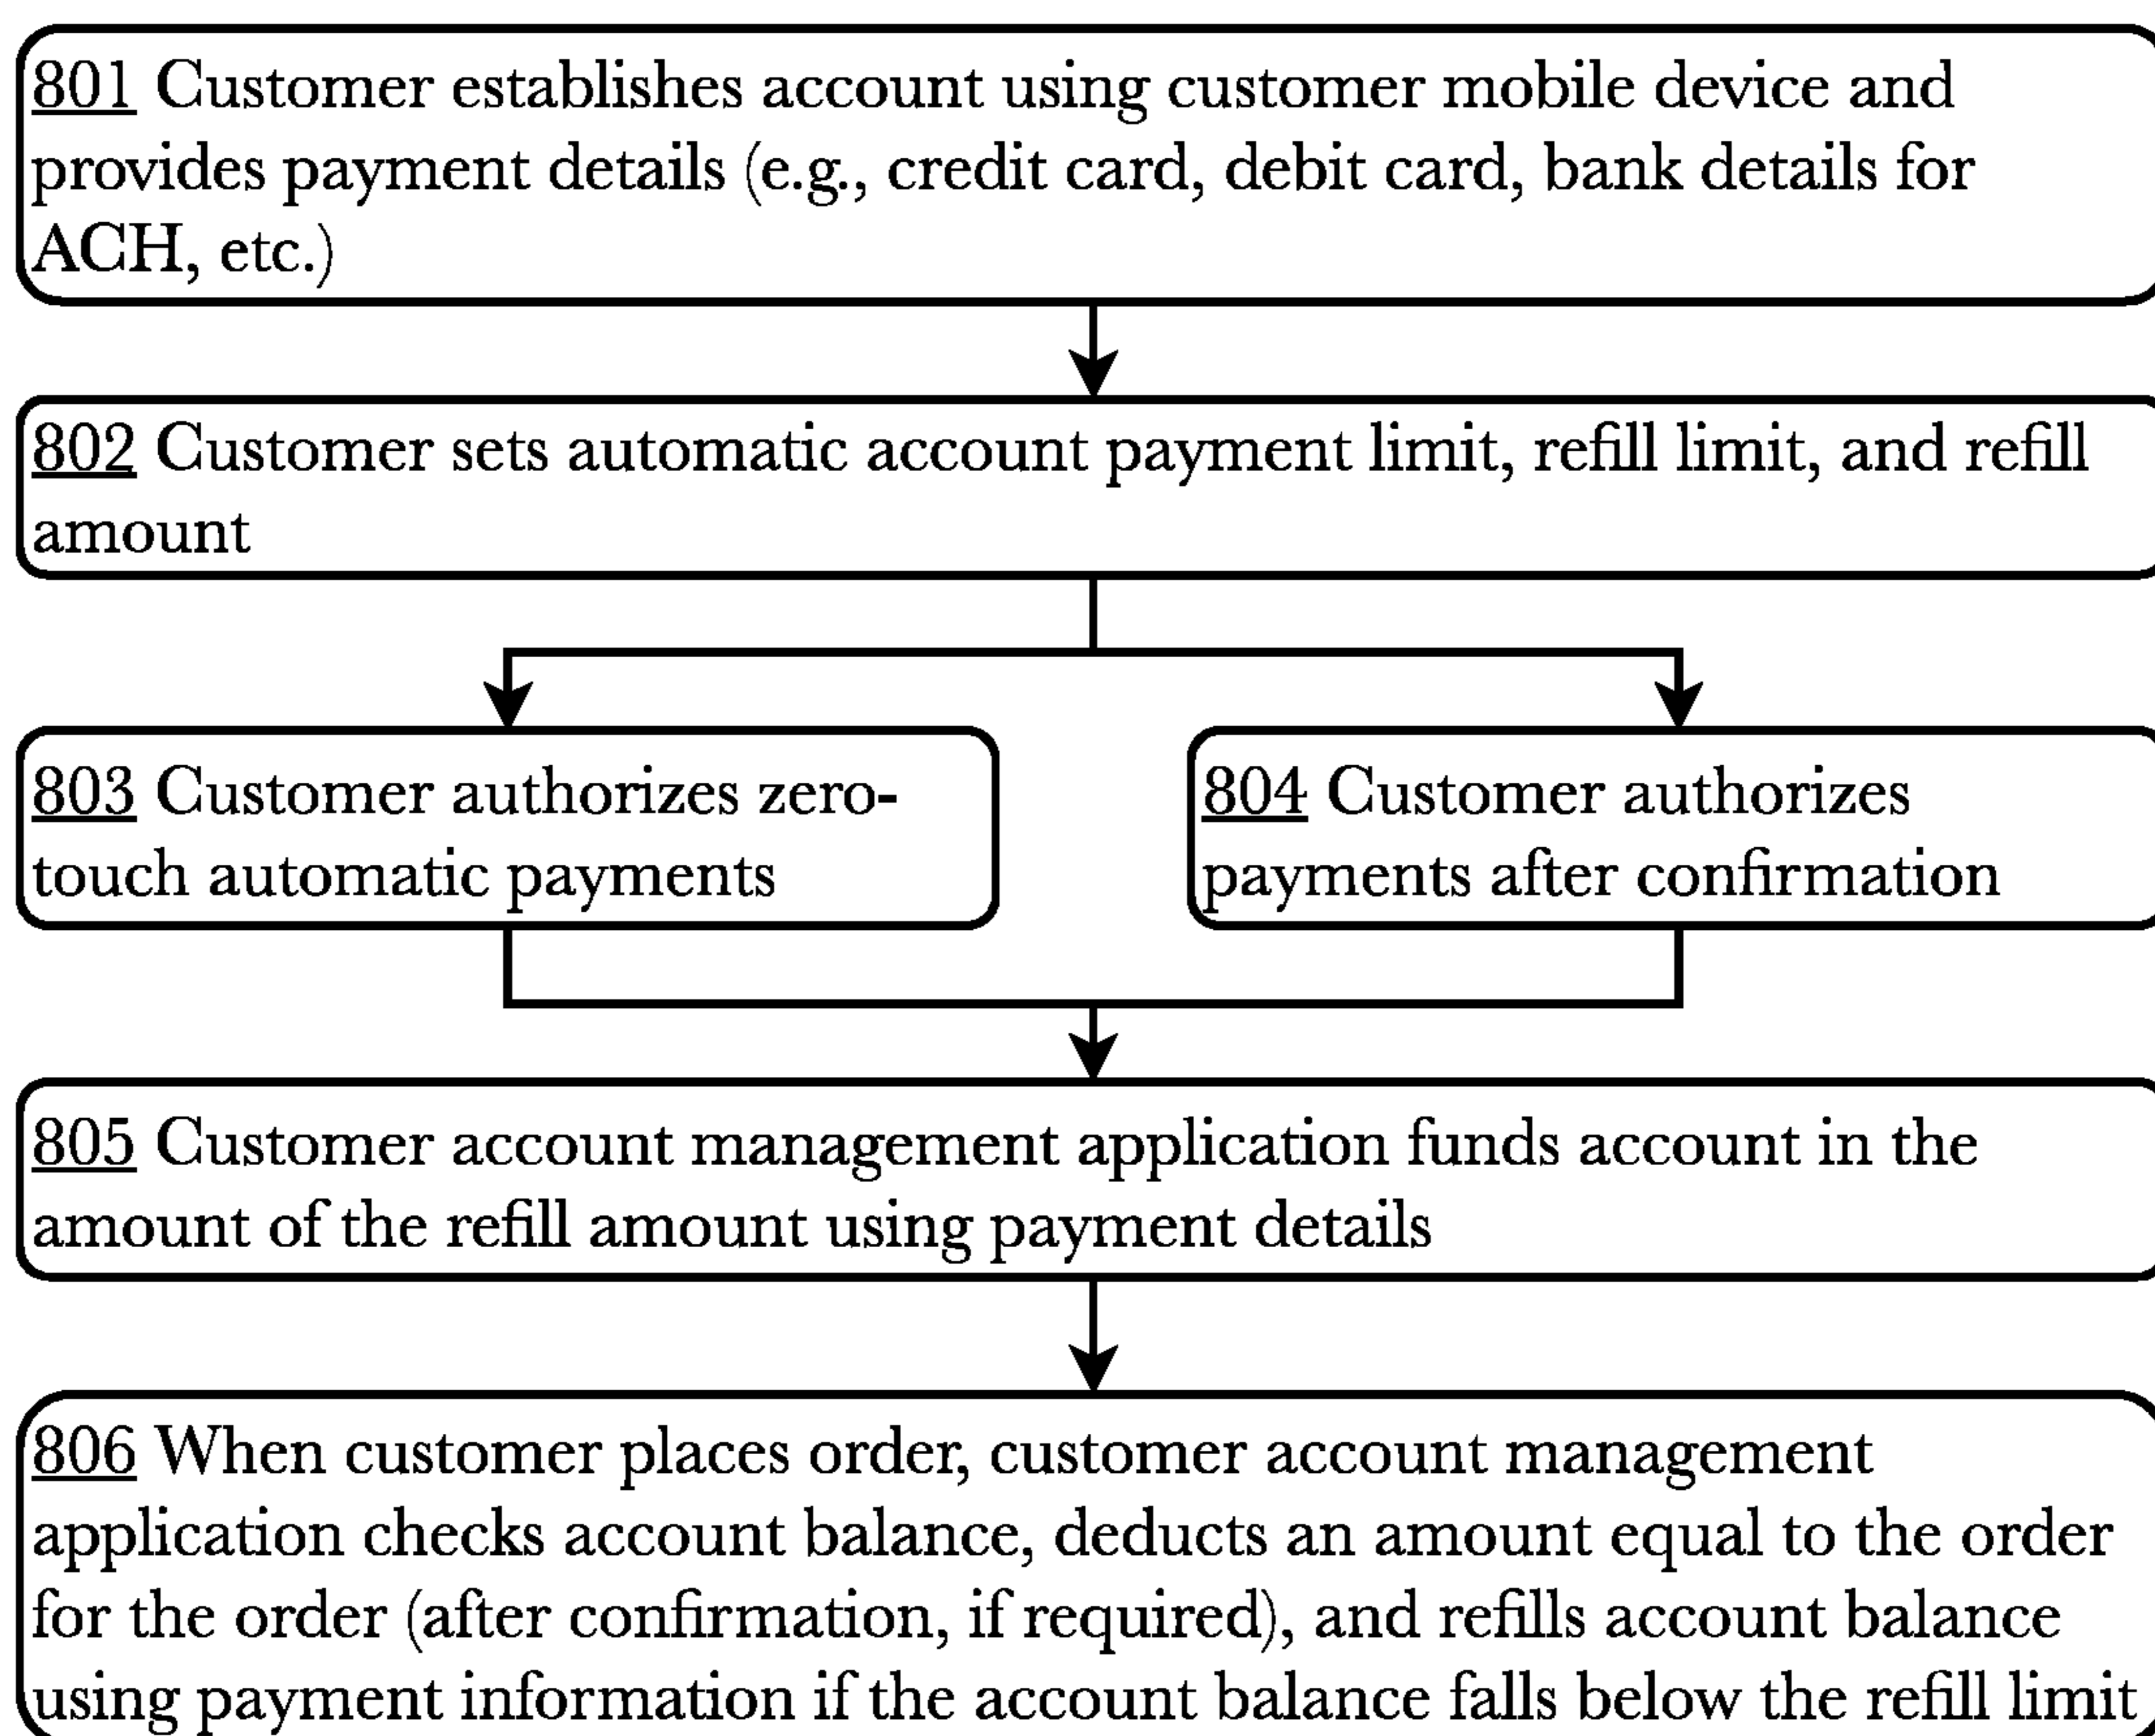 801 Customer establishes account using customer mobile device and
provides payment details (e.g., credit card, debit card, bank details for
ACH, etc.)
802 Customer sets automatic account payment limit, refill limit, and refill
amount
803 Customer authorizes zero-
touch automatic payments
804 Customer authorizes
payments after confirmation
805 Customer account management application funds account in the
amount of the refill amount using payment details
806 When customer places order, customer account management
application checks account balance, deducts an amount equal to the order
for the order (after confirmation, if required), and refills account balance
using payment information if the account balance falls below the refill limit